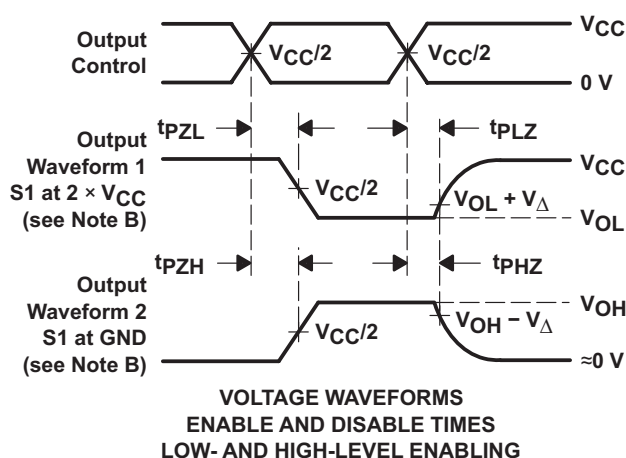 Output
Control
VCC/2
VCC/2
VCC
0 V
tPZL
tPLZ
Output
Waveform 1
S1 at 2 × VCC
(see Note B)
VCC/2
VOL + VΔ
VCC
VOL
tPZH
tPHZ
Output
Waveform 2
S1 at GND
(see Note B)
VCC/2
VOH − VΔ
VOH
≈0 V
VOLTAGE WAVEFORMS
ENABLE AND DISABLE TIMES
LOW- AND HIGH-LEVEL ENABLING